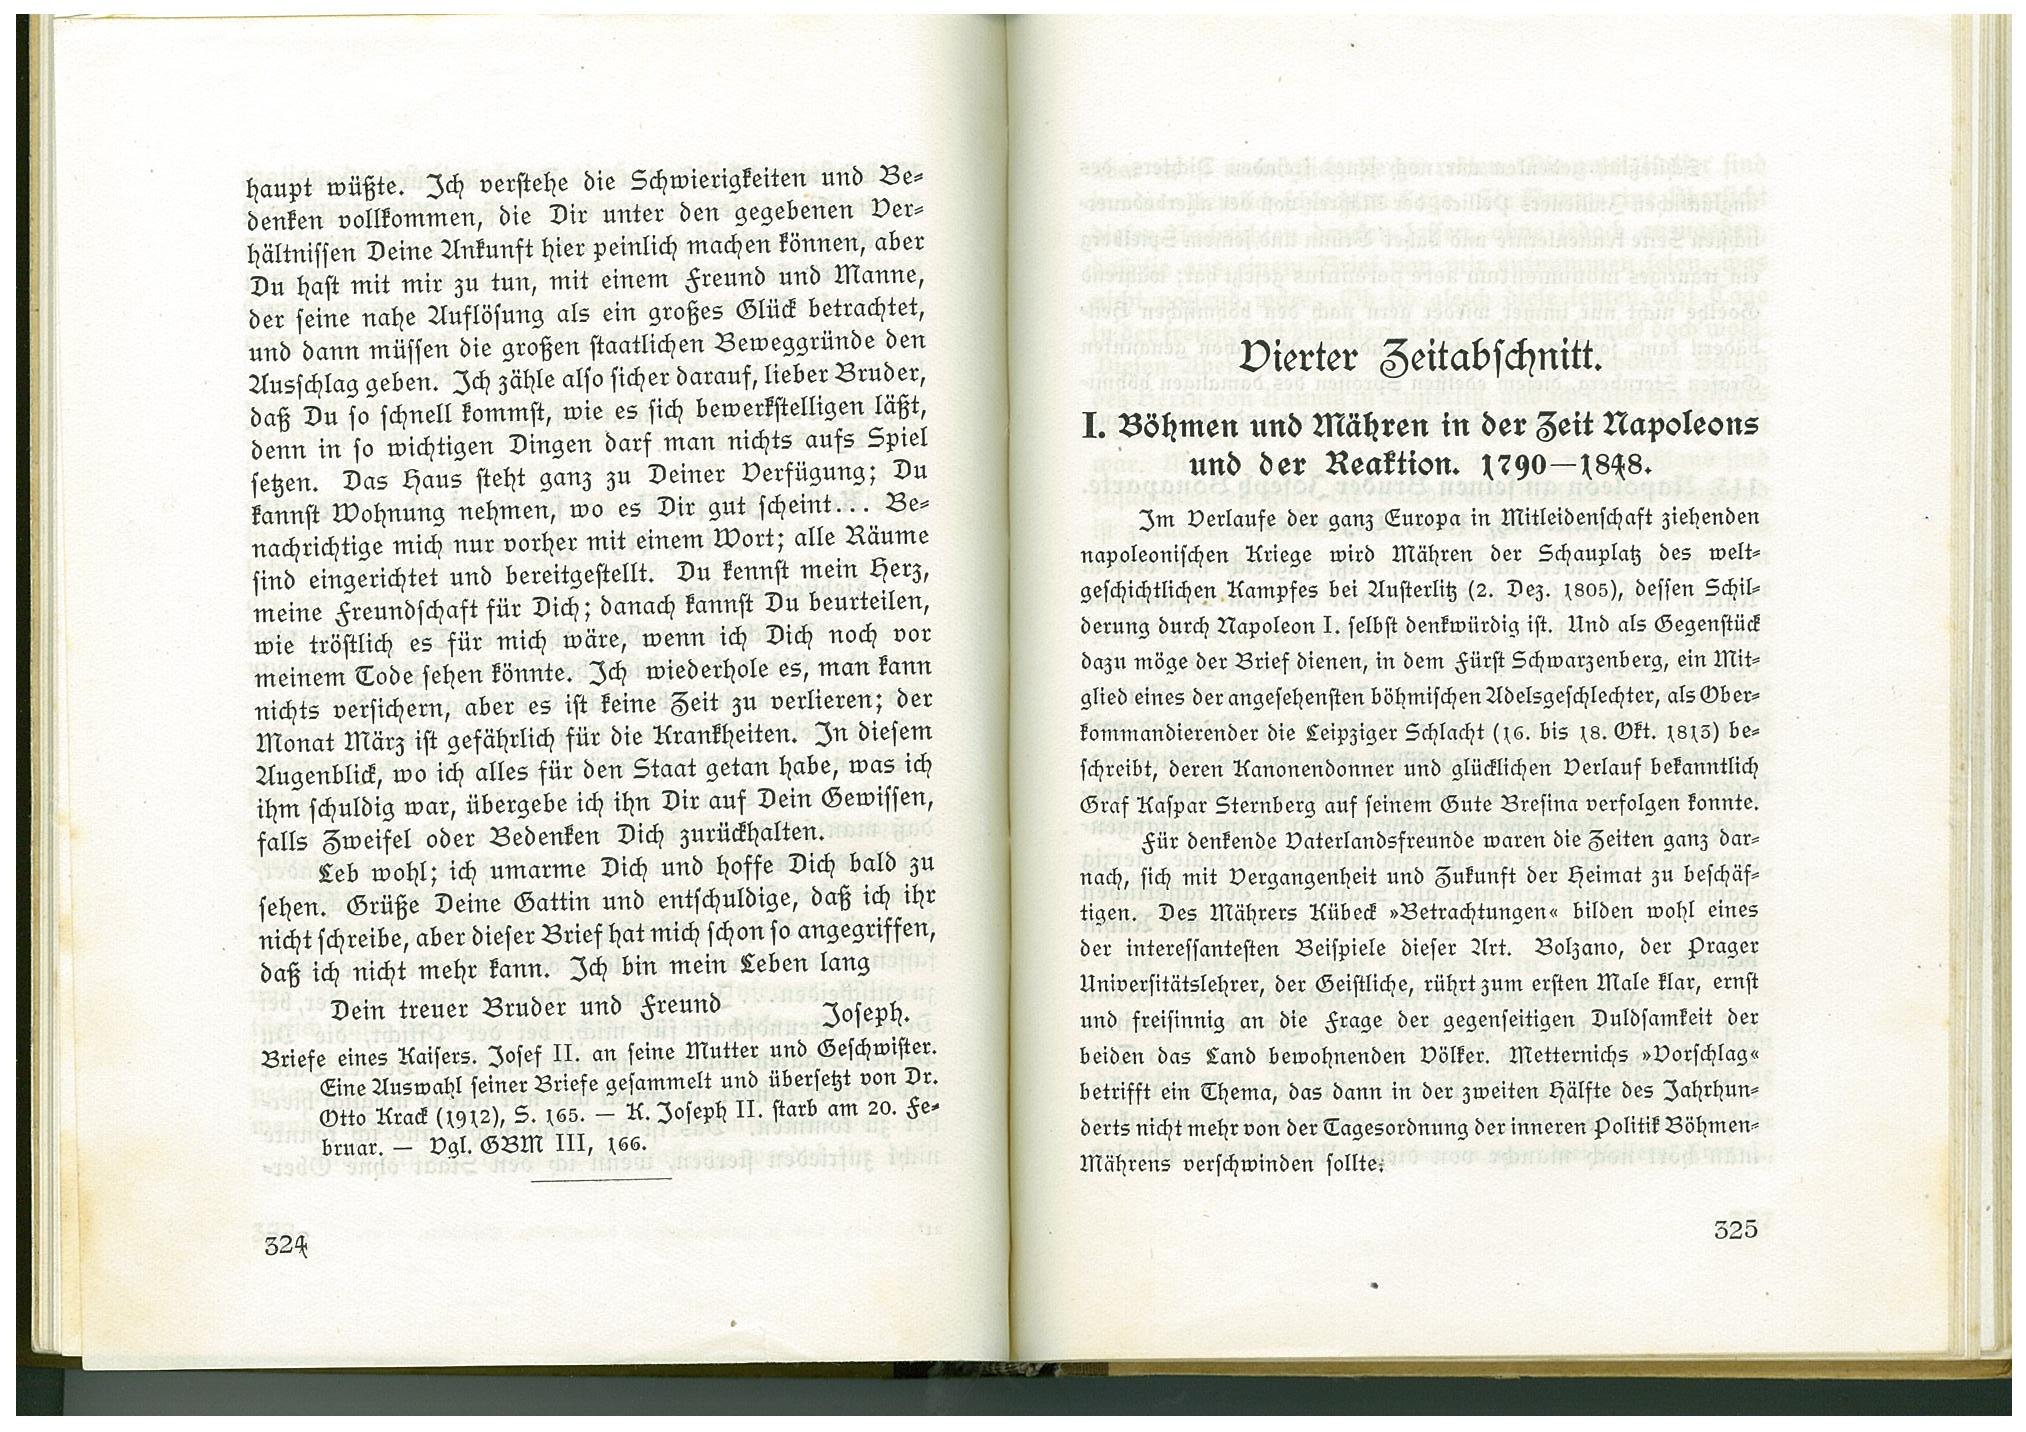 haupt wüßte. Ich verstehe die Schwierigkeiten und Be-
denken vollkommen, die Dir unter den gegebenen Ver-
hältnissen Deine Ankunft hier peinlich machen können, aber
Du hast mit mir zu tun, mit einem Freund und Manne,
der seine nahe Auflösung als ein großes Glück betrachtet,
und dann müssen die großen staatlichen Beweggründe den
Ausschlag geben. Ich zähle also sicher darauf, lieber Bruder,
daß Du so schnell kommst, wie es sich bewerkstelligen läßt,
denn in so wichtigen Dingen darf man nichts aufs Spiel
setzen. Das Haus steht ganz zu Deiner Verfügung; Du
kannst Wohnung nehmen, wo es Dir gut scheint... Be-
nachrichtige mich nur vorher mit einem Wort; alle Räume
sind eingerichtet und bereitgestellt. Du kennst mein Herz,
meine Freundschaft für Dich; danach kannst Du beurteilen,
wie tröstlich es für mich wäre, wenn ich Dich noch vor
meinem Tode sehen könnte. Ich wiederhole es, man kann
nichts versichern, aber es ist keine Zeit zu verlieren; der
Monat März ist gefährlich für die Krankheiten. In diesem
Augenblick, wo ich alles für den Staat getan habe, was ich
ihm schuldig war, übergebe ich ihn Dir auf Dein Gewissen,
falls Zweifel oder Bedenken Dich zurückhalten.
Leb wohl; ich umarme Dich und hoffe Dich bald zu
sehen. Grüße Deine Gattin und entschuldige, daß ich ihr
nicht schreibe, aber dieser Brief hat mich schon so angegriffen,
daß ich nicht mehr kann. Ich bin mein Leben lang
Dein treuer Bruder und Freund Joseph.
Briefe eines Kaisers. Josef II. an seine Mutter und Geschwister.
Eine Auswahl seiner Briefe gesammelt und übersetzt von Dr.
Otto Krack (1912), S. 165. — K. Joseph II. starb am 20. Fe-
bruar. — Vgl. GBM III, 166.
324
Vierter Zeitabschnitt.
I. Böhmen und Mähren in der Zeit Napoleons
und der Reaktion. 1790—1848.
Im Verlaufe der ganz Europa in Mitleidenschaft ziehenden
napoleonischen Kriege wird Mähren der Schauplatz des welt-
geschichtlichen Kampfes bei Austerlitz (2. Dez. 1805), dessen Schil-
derung durch Napoleon I. selbst denkwürdig ist. Und als Gegenstück
dazu möge der Brief dienen, in dem Fürst Schwarzenberg, ein Mit-
glied eines der angesehensten böhmischen Adelsgeschlechter, als Ober-
kommandierender die Leipziger Schlacht (16. bis 18. Okt. 1813) be-
schreibt, deren Kanonendonner und glücklichen Verlauf bekanntlich
Graf Kaspar Sternberg auf seinem Gute Bresina verfolgen konnte.
Für denkende Vaterlandsfreunde waren die Zeiten ganz dar-
nach, sich mit Vergangenheit und Zukunft der Heimat zu beschäf-
tigen. Des Mährers Kübeck »Betrachtungen« bilden wohl eines
der interessantesten Beispiele dieser Art. Bolzano, der Prager
Universitätslehrer, der Geistliche, rührt zum ersten Male klar, ernst
und freisinnig an die Frage der gegenseitigen Duldsamkeit der
beiden das Land bewohnenden Völker. Metternichs »Vorschlag«
betrifft ein Thema, das dann in der zweiten Hälfte des Jahrhun-
derts nicht mehr von der Tagesordnung der inneren Politik Böhmen-
Mährens verschwinden sollte:
325